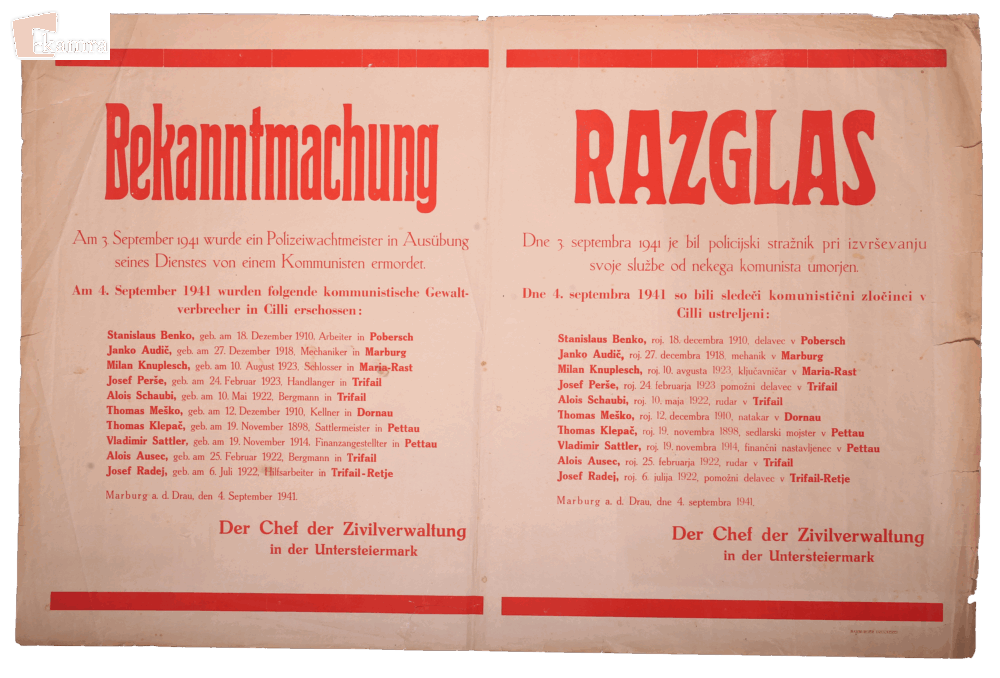 kamra
Bekanntmachung
Am 3. September 1941 wurde ein Polizeiwachtmeister in Ausübung
seines Dienstes von einem Kommunisten ermordet.
Am 4. September 1941 wurden folgende kommunistische Gewalt-
verbrecher in Cilli erschossen:
Stanislaus Benko, geb. am 18. Dezember 1910. Arbeiter in Pobersch
Janko Audič, geb. am 27. Dezember 1918, Mechaniker in Marburg
Milan Knuplesch, geb. am 10. August 1923, Schlosser in Maria-Rast
Josef Perše, geb. am 24. Februar 1923, Handlanger in Trifail
Alois Schaubi, geb. am 10. Mai 1922, Bergmann in Trifail
Thomas Meško, geb. am 12. Dezember 1910, Kellner in Dornau
Thomas Klepač, geb. am 19. November 1898, Sattlermeister in Pettau
Vladimir Sattler, geb. am 19. November 1914, Finanzangestellter in Pettau
Alois Ausec, geb. am 25. Februar 1922, Bergmann in Trifail
Josef Radej, geb. am 6. Juli 1922, Hilfsarbeiter in Trifail-Retje
Marburg a. d. Drau, den 4. September 1941.
Der Chef der Zivilverwaltung
in der Untersteiermark
RAZGLAS
Dne 3. septembra 1941 je bil policijski stražnik pri izvrševanju
svoje službe od nekega komunista umorjen.
Dne 4. septembra 1941 so bili sledeči komunistični zločinci v
Cilli ustreljeni:
Stanislaus Benko, roj. 18. decembra 1910, delavec v Pobersch
Janko Audič, roj. 27. decembra 1918, mehanik v Marburg
Milan Knuplesch, roj. 10. avgusta 1923, ključavničar v Maria-Rast
Josef Perše, roj. 24. februarja 1923 pomožni delavec v Trifail
Alois Schaubi, roj. 10. maja 1922, rudar v Trifail
Thomas Meško, roj. 12. decembra 1910, natakar v Dornau
Thomas Klepač, roj. 19. novembra 1898, sedlarski mojster v Pettau
Vladimir Sattler, roj. 19. novembra 1914, finančni nastavljenec v Pettau
Alois Ausec, roj. 25. februarja 1922, rudar v Trifail
Josef Radej, roj. 6. julija 1922, pomožni delavec v Trifail-Retje
Marburg a. d. Drau, dne 4. septembra 1941.
Der Chef der Zivilverwaltung
in der Untersteiermark